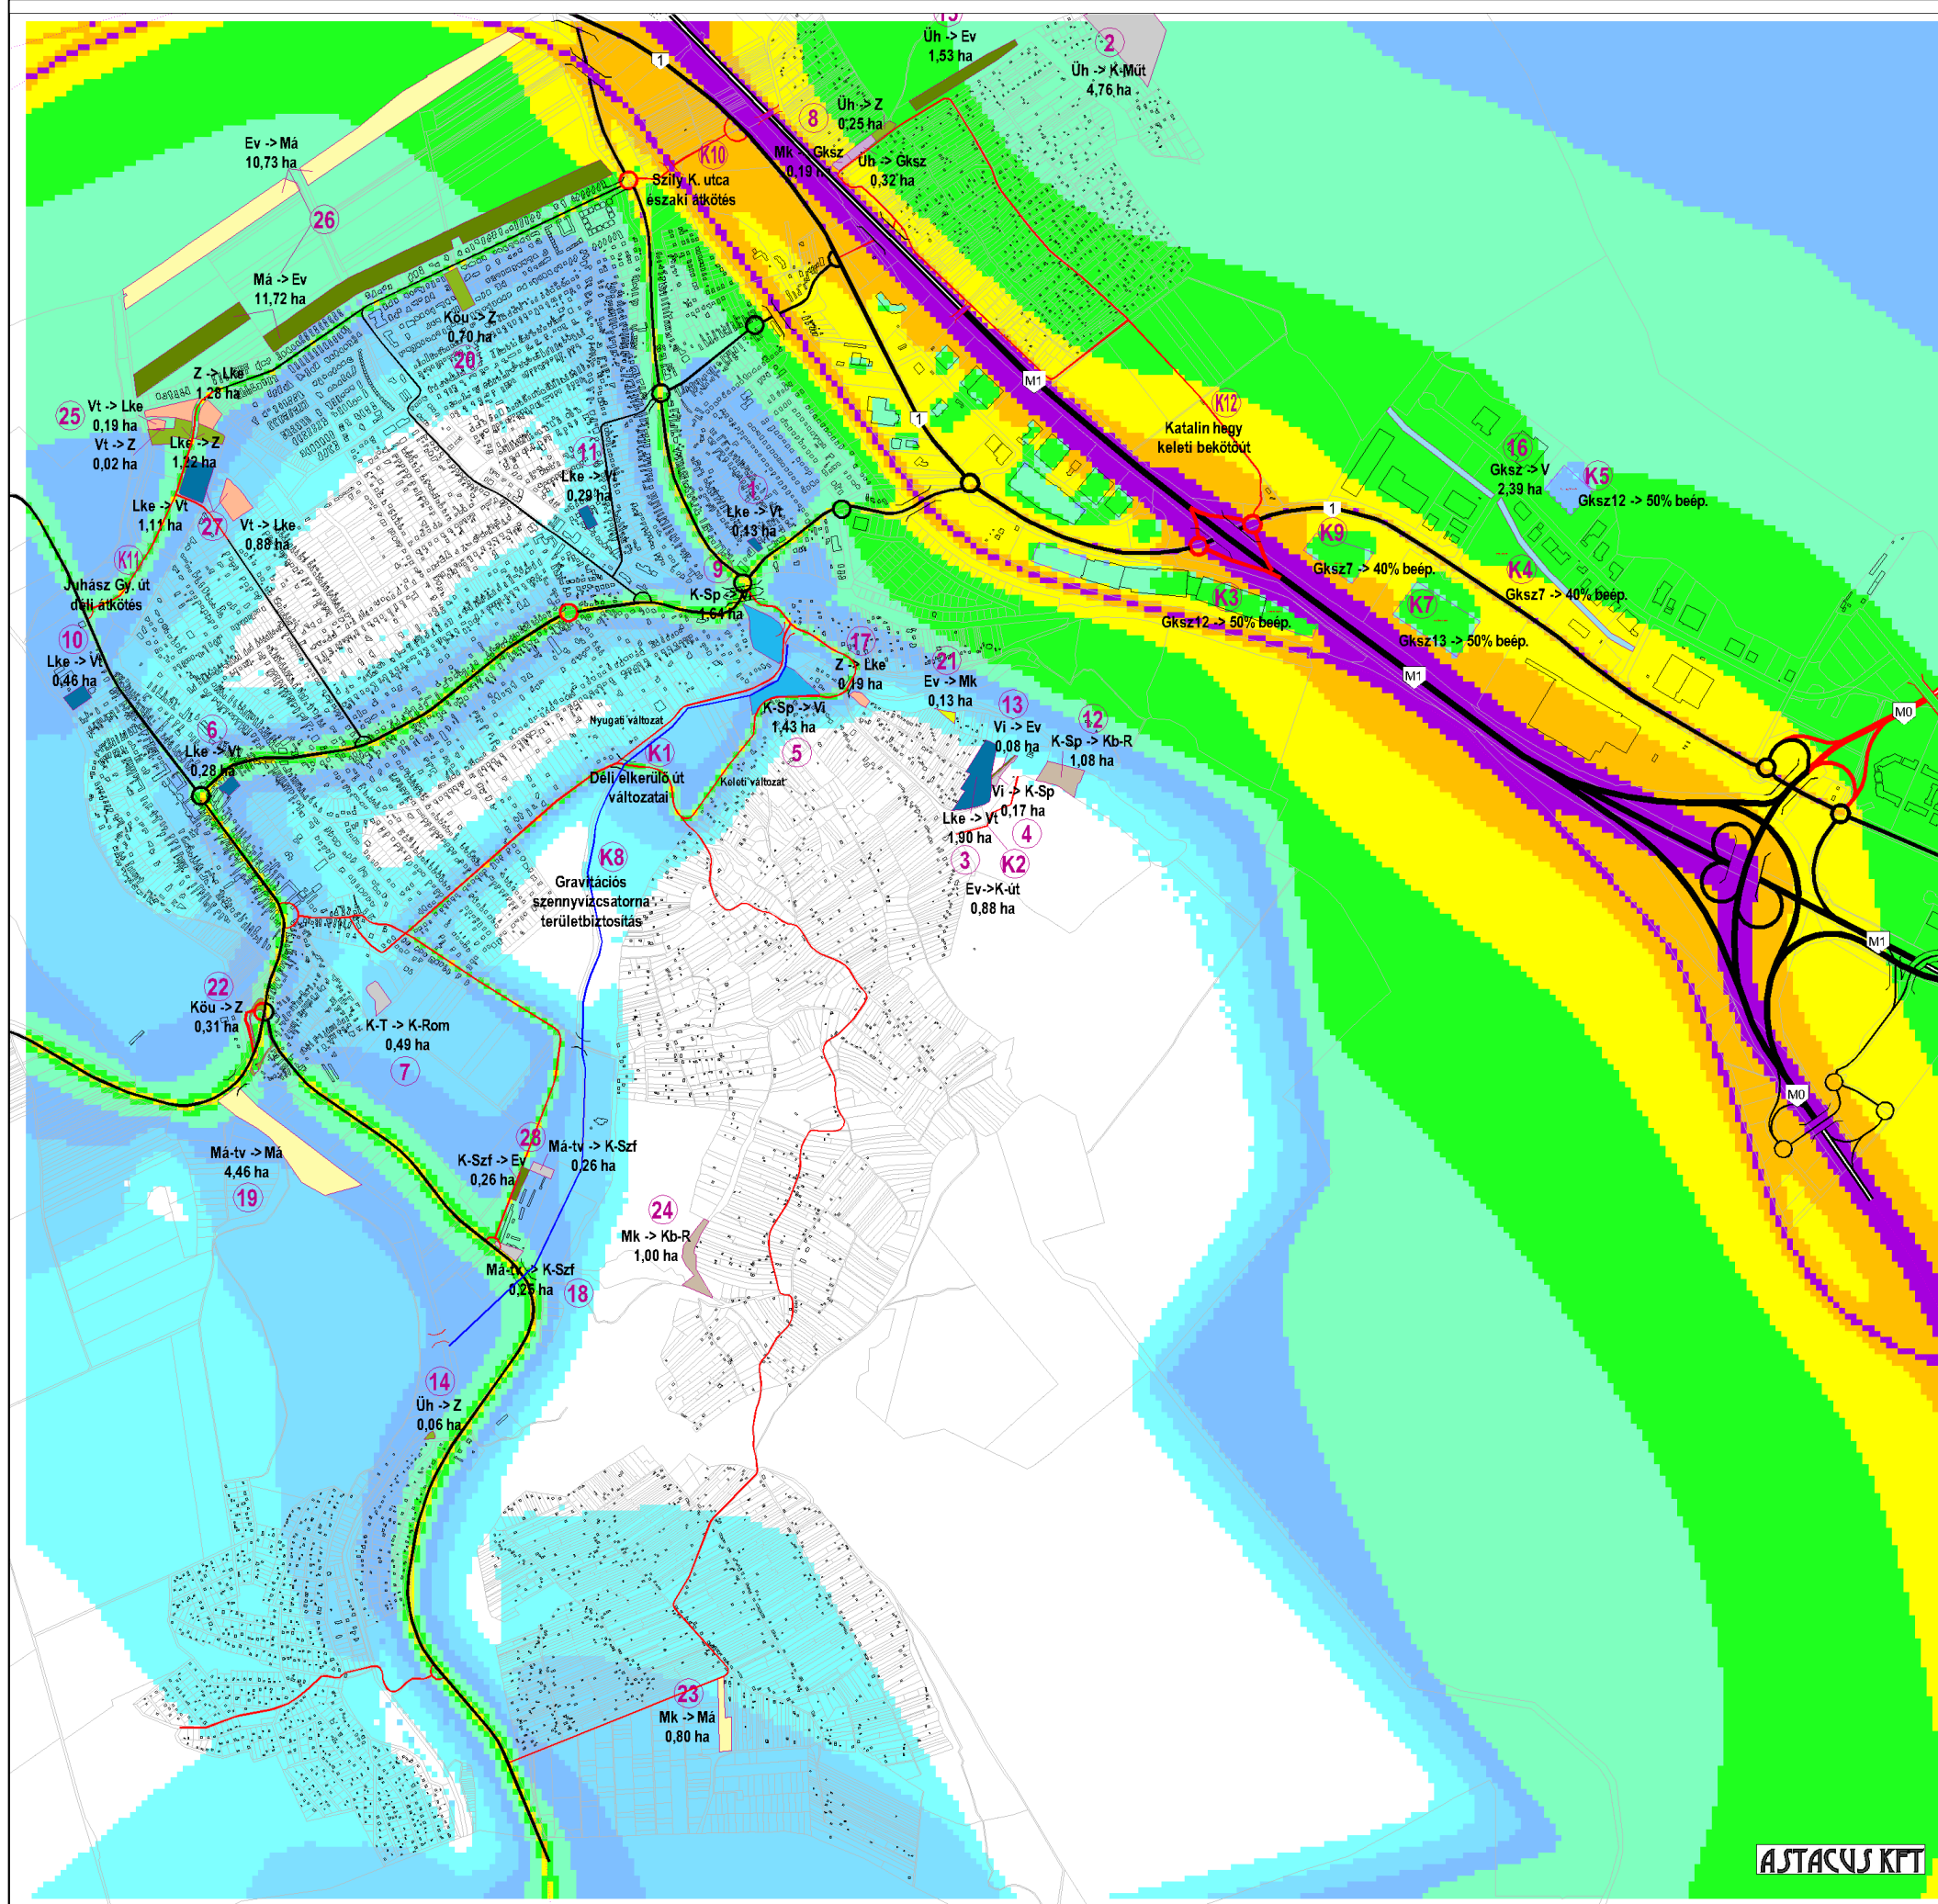 15
Üh -> Ev
1,53 ha
2
Üh -> K-Műt
4,76 ha
1
8
Üh -> Z
0,25 ha
Ev -> Má
10,73 ha
K10
Mk -> Gksz
0,19 ha
Üh -> Gksz
0,32 ha
Szily K. utca
északi átkötés
26
Má -> Ev
11,72 ha
Köu -> Z
0,70 ha
20
Z -> Lke
1,28 ha
M1
25
Vt -> Lke
0,19 ha
Vt -> Z
0,02 ha
Lke -> Z
1,22 ha
1
K12
Katalin hegy
keleti bekötőút
11
Lke -> Vt
0,29 ha
16
Gksz -> V
2,39 ha
K5
Gksz12 -> 50% beép.
1
Lke -> Vt
0,43 ha
Lke -> Vt
1,11 ha
27
Vt -> Lke
0,88 ha
1
K9
Gksz7 -> 40% beép.
K11
Juhász Gy. út
déli átkötés
9
K-Sp -> Vi
1,64 ha
K4
Gksz7 -> 40% beép.
K3
Gksz12 -> 50% beép.
K7
Gksz13 -> 50% beép.
10
Lke -> Vt
0,46 ha
17
Z -> Lke
0,19 ha
21
Ev -> Mk
0,13 ha
M1
K-Sp -> Vi
1,43 ha
5
13
Vi -> Ev
0,08 ha
12
K-Sp -> Kb-R
1,08 ha
M0
Nyugati változat
6
Lke -> Vt
0,28 ha
K1
Déli elkerülő út
változatai
Keleti változat
Vi -> K-Sp
0,17 ha
4
Lke -> Vt
1,90 ha
3
K2
Ev->K-út
0,88 ha
K8
Gravitációs
szennyvízcsatorna
területbiztosítás
M1
22
Köu -> Z
0,31 ha
K-T -> K-Rom
0,49 ha
7
M0
28
Má-tv -> K-Szf
0,26 ha
K-Szf -> Ev
0,26 ha
Má-tv -> Má
4,46 ha
19
24
Mk -> Kb-R
1,00 ha
Má-tv -> K-Szf
0,25 ha
18
14
Üh -> Z
0,06 ha
23
Mk -> Má
0,80 ha
ASTACUS KFT